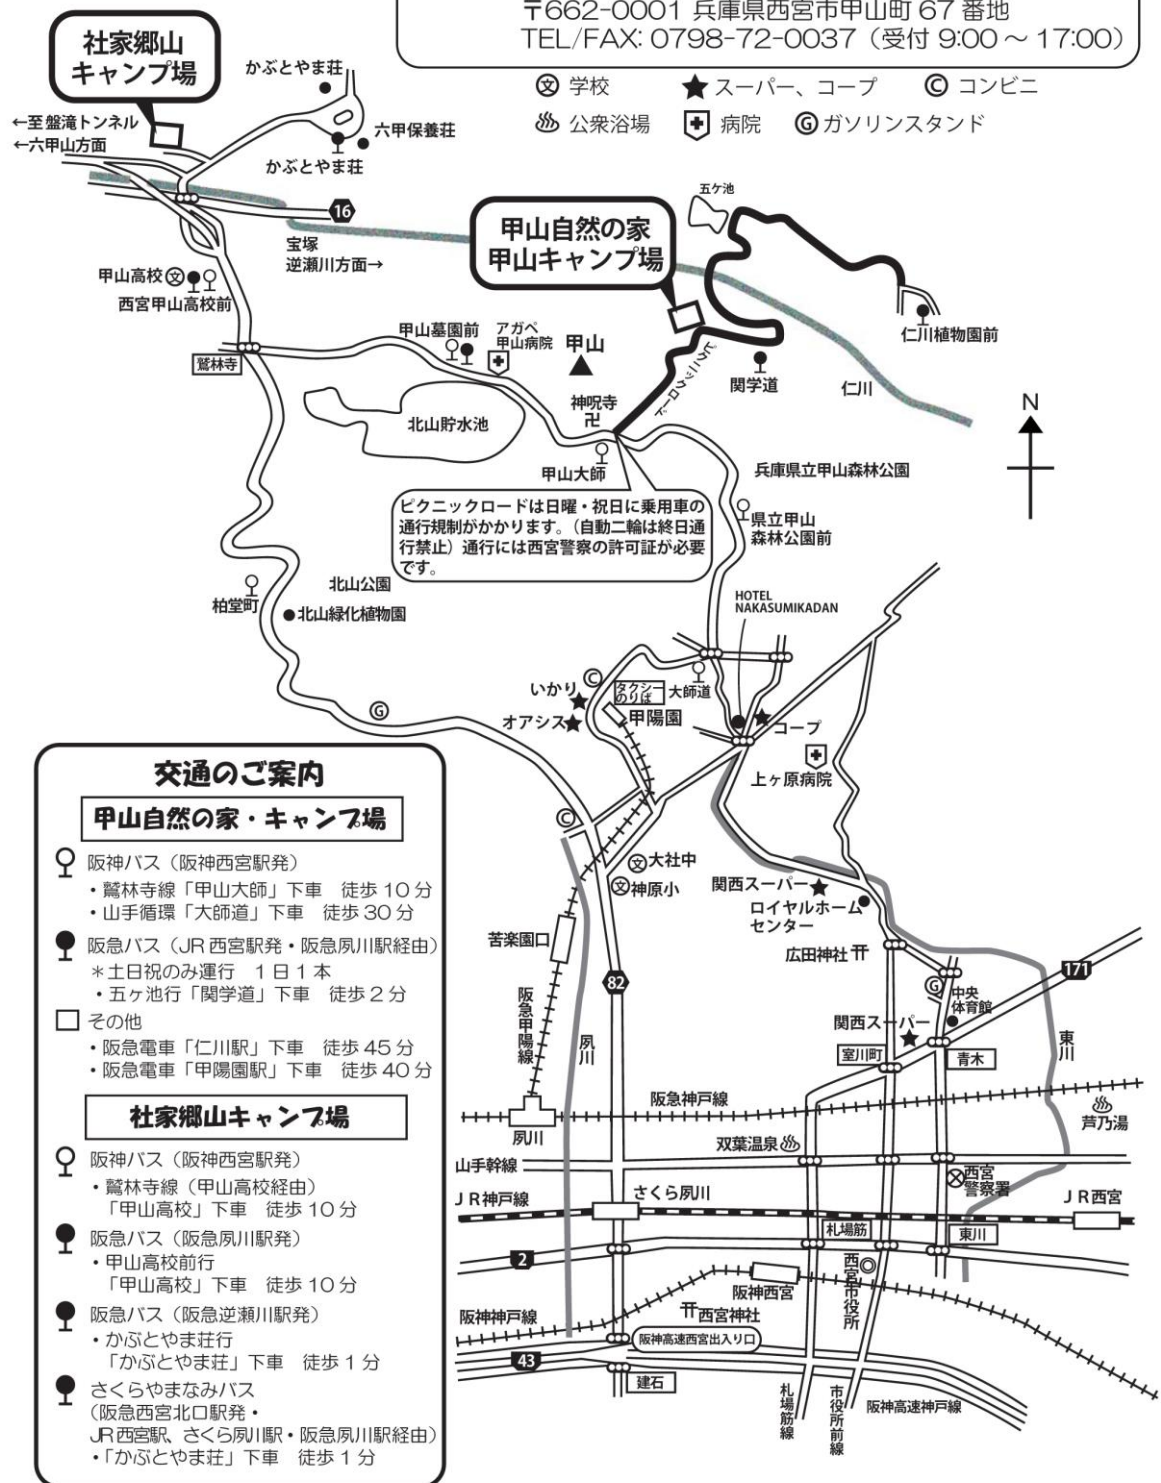 〒662-0001 兵庫県西宮市甲山町 67 番地
TEL/FAX: 0798-72-0037（受付 9:00 ～ 17:00）
学校
スーパー、コープ
コンビニ
公衆浴場
病院
ガソリンスタンド
社家郷山
キャンプ場
かぶとやま荘
←至盤滝トンネル
←六甲山方面
六甲保養荘
かぶとやま荘
16
宝塚
逆瀬川方面→
五ケ池
甲山自然の家
甲山キャンプ場
甲山高校
西宮甲山高校前
仁川植物園前
甲山墓園前
アガペ
甲山病院
甲山
鷲林寺
ピクニックロード
関学道
仁川
N
神呪寺
北山貯水池
甲山大師
兵庫県立甲山森林公園
ピクニックロードは日曜・祝日に乗用車の
通行規制がかかります。（自動二輪は終日通
行禁止）通行には西宮警察の許可証が必要
です。
県立甲山
森林公園前
北山公園
柏堂町
北山緑化植物園
HOTEL
NAKASUMIKADAN
いかり
タクシー
のりば
大師道
オアシス
甲陽園
コープ
上ヶ原病院
大社中
神原小
関西スーパー
ロイヤルホーム
センター
苦楽園口
広田神社
171
82
中央
体育館
阪急甲陽線
夙川
関西スーパー
東川
室川町
青木
阪急神戸線
芦乃湯
夙川
双葉温泉
山手幹線
西宮
警察署
JR神戸線
さくら夙川
JR西宮
札場筋
東川
2
西宮市役所
阪神西宮
阪神神戸線
西宮神社
阪神高速西宮出入り口
43
建石
札場筋線
市役所前線
阪神高速神戸線
交通のご案内
甲山自然の家・キャンプ場
阪神バス（阪神西宮駅発）
・鷲林寺線「甲山大師」下車　徒歩 10 分
・山手循環「大師道」下車　徒歩 30 分
阪急バス（JR 西宮駅発・阪急夙川駅経由）
＊土日祝のみ運行　1 日 1 本
・五ヶ池行「関学道」下車　徒歩 2 分
その他
・阪急電車「仁川駅」下車　徒歩 45 分
・阪急電車「甲陽園駅」下車　徒歩 40 分
社家郷山キャンプ場
阪神バス（阪神西宮駅発）
・鷲林寺線（甲山高校経由）
「甲山高校」下車　徒歩 10 分
阪急バス（阪急夙川駅発）
・甲山高校前行
「甲山高校」下車　徒歩 10 分
阪急バス（阪急逆瀬川駅発）
・かぶとやま荘行
「かぶとやま荘」下車　徒歩 1 分
さくらやまなみバス
（阪急西宮北口駅発・
JR 西宮駅、さくら夙川駅・阪急夙川駅経由）
・「かぶとやま荘」下車　徒歩 1 分